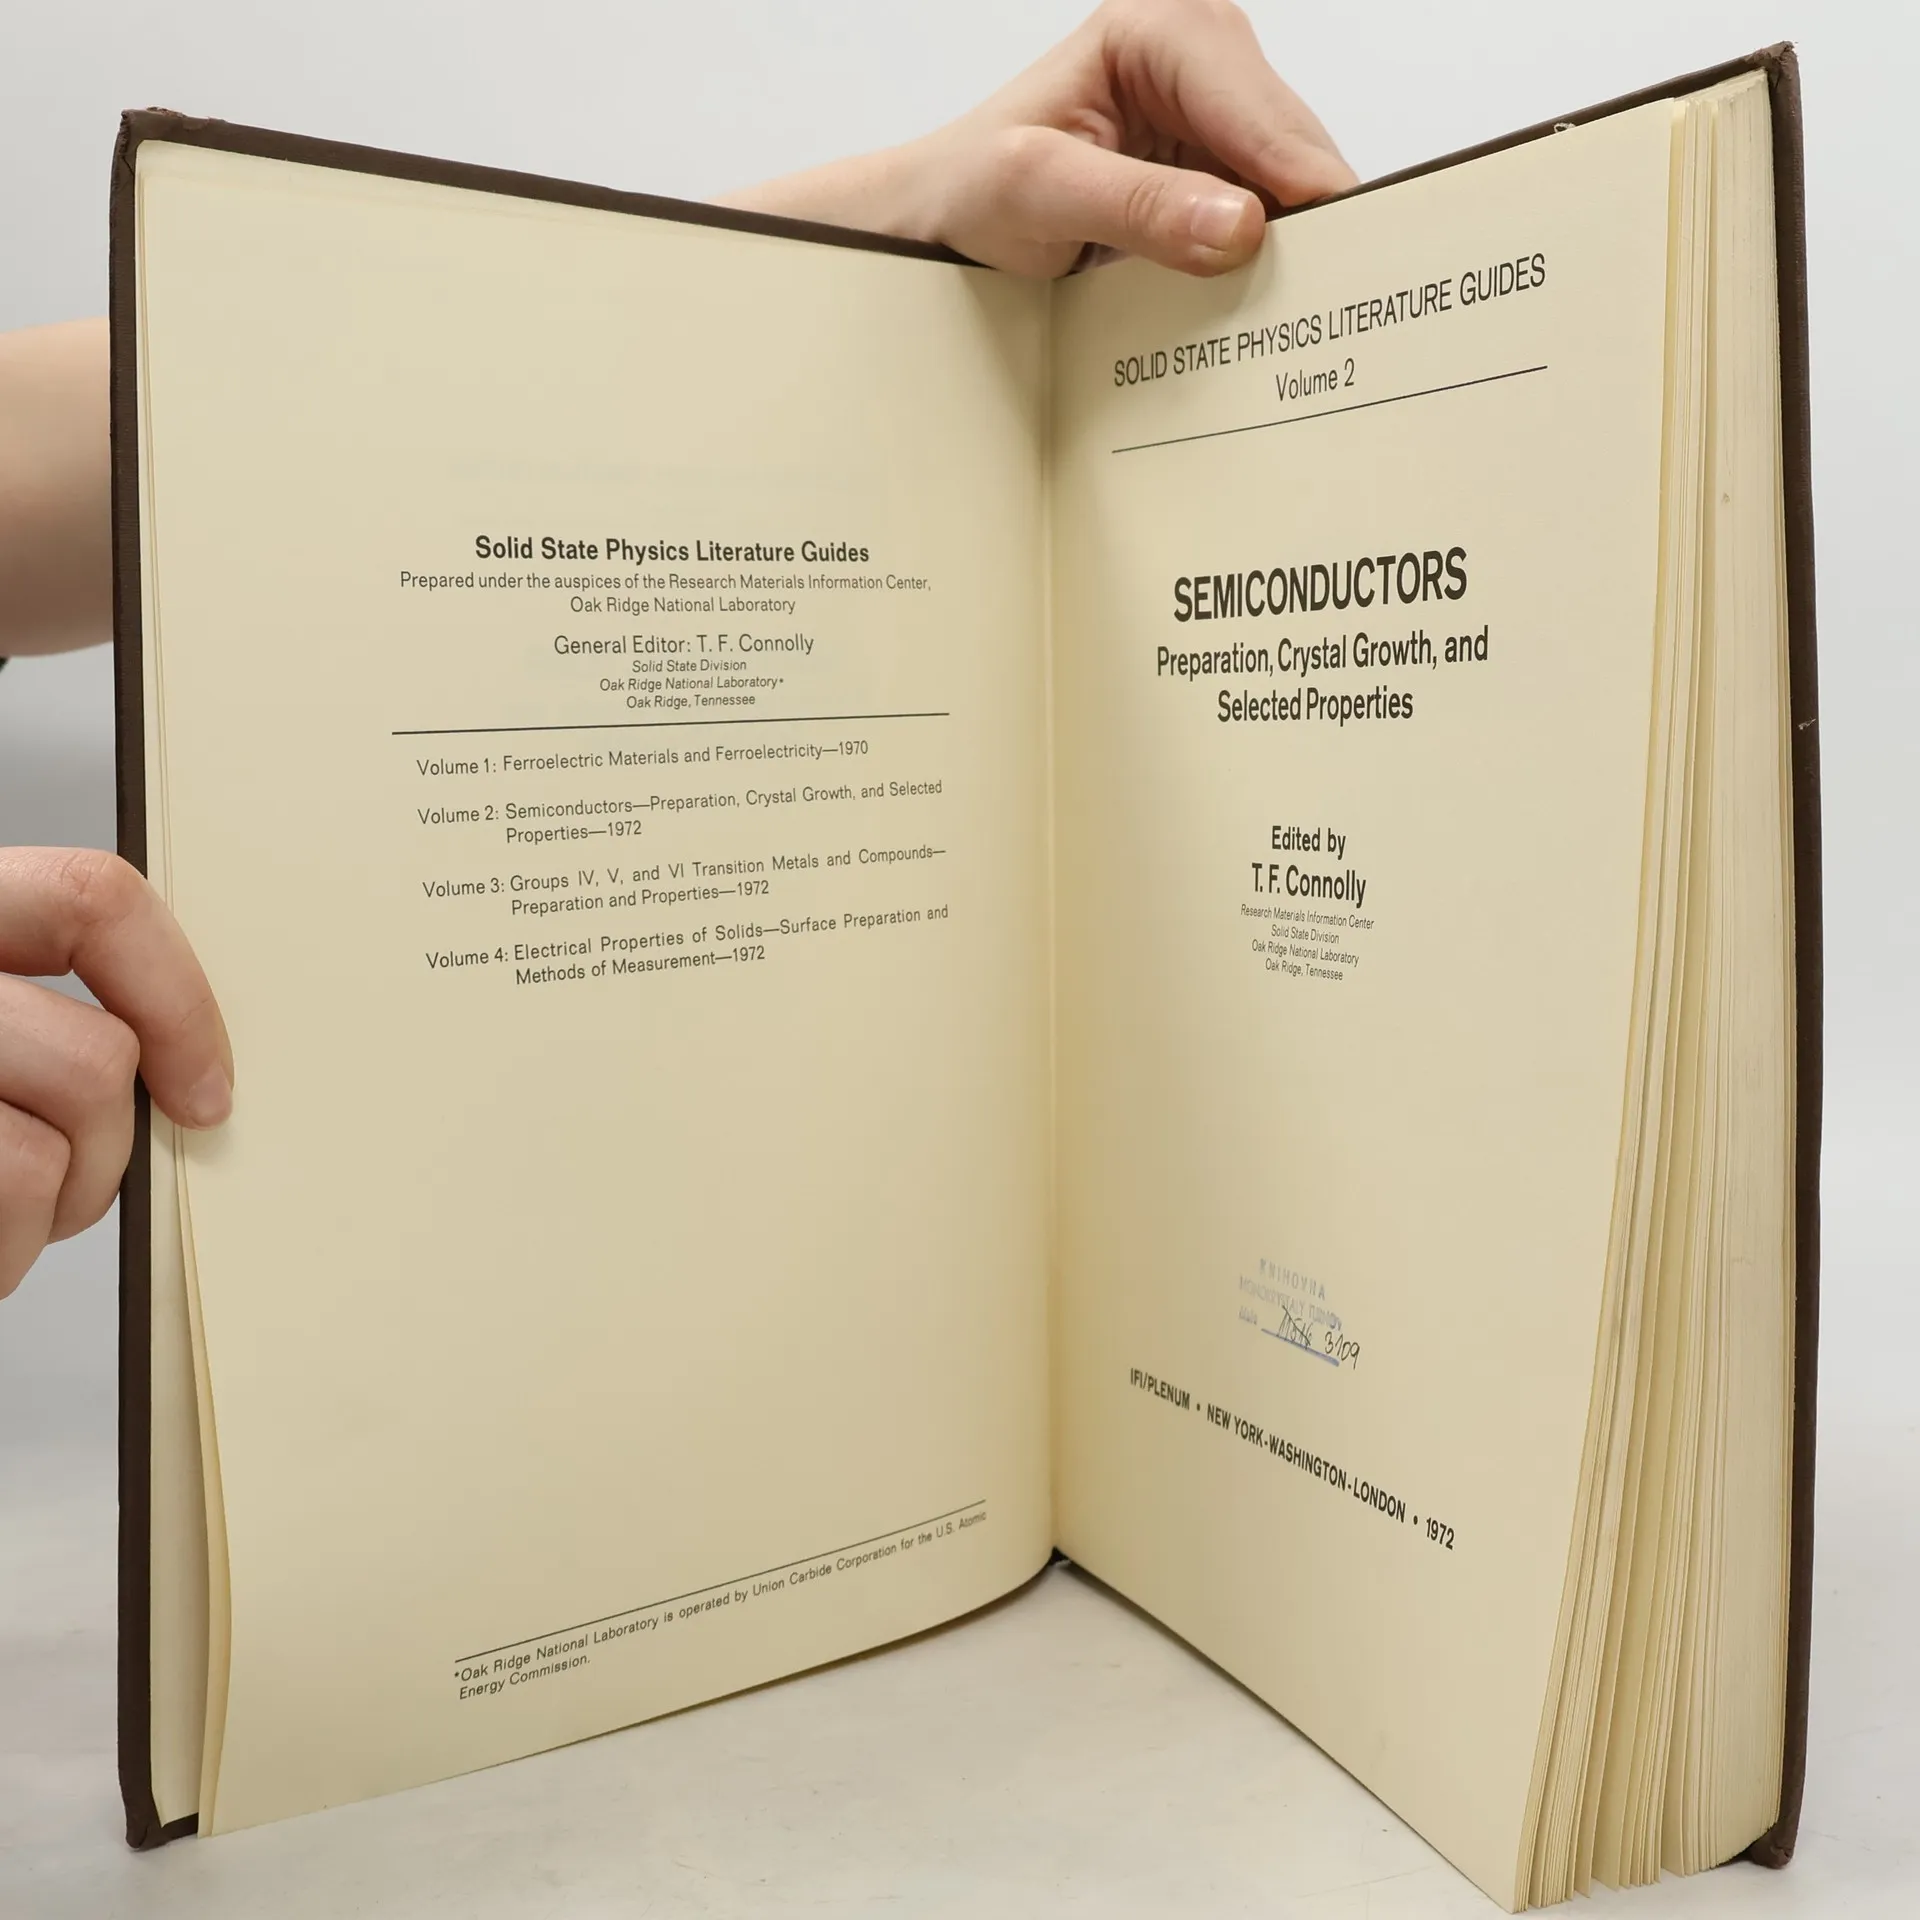 Solid State Physics Literature Guides
Prepared under the auspices of the Research Materials Information Center,
Oak Ridge National Laboratory
General Editor: T. F. Connolly
Solid State Division
Oak Ridge National Laboratory*
Oak Ridge, Tennessee
Volume 1: Ferroelectric Materials and Ferroelectricity—1970
Volume 2: Semiconductors—Preparation, Crystal Growth, and Selected
Properties—1972
Volume 3: Groups IV, V, and VI Transition Metals and Compounds—
Preparation and Properties—1972
Volume 4: Electrical Properties of Solids—Surface Preparation and
Methods of Measurement—1972
*Oak Ridge National Laboratory is operated by Union Carbide Corporation for the U.S. Atomic
Energy Commission.
SOLID STATE PHYSICS LITERATURE GUIDES
Volume 2
SEMICONDUCTORS
Preparation, Crystal Growth, and
Selected Properties
Edited by
T. F. Connolly
Research Materials Information Center
Solid State Division
Oak Ridge National Laboratory
Oak Ridge, Tennessee
KNIHOVNA
3109
IFI/PLENUM • NEW YORK-WASHINGTON-LONDON • 1972